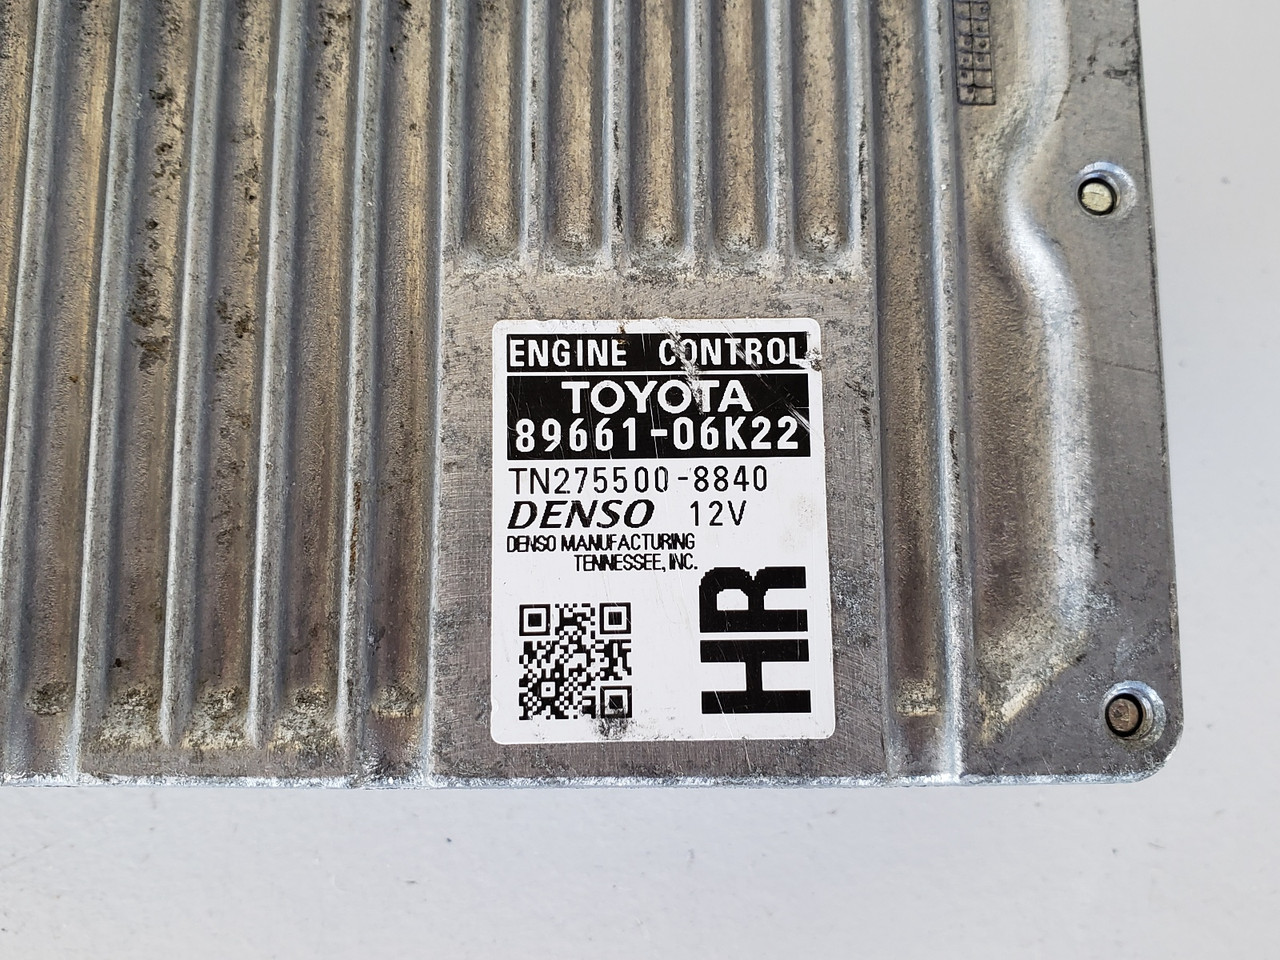 ENGINE CONTROL
TOYOTA
89661-06K22
TN275500-8840
DENSO 12V
DENSO MANUFACTURING
TENNESSEE, INC.
HR